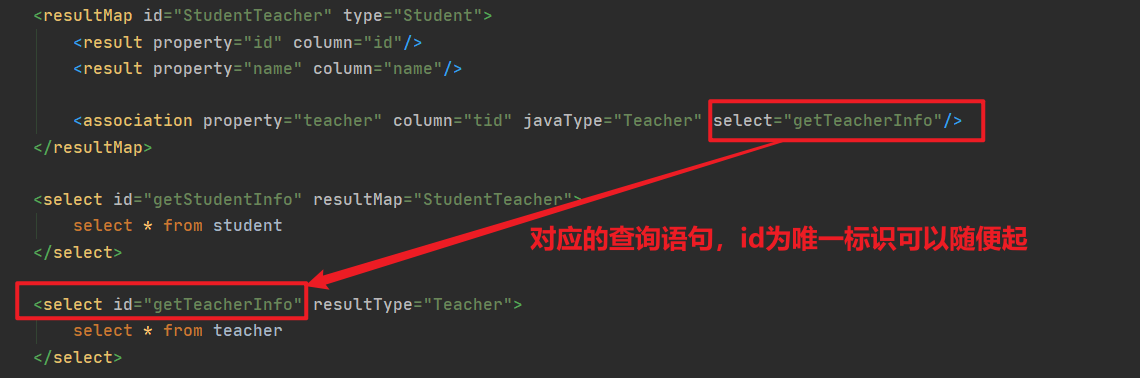 <resultMap id="StudentTeacher" type="Student">
<result property="id" column="id"/>
<result property="name" column="name"/>
<association property="teacher" column="tid" javaType="Teacher" select="getTeacherInfo"/>
</resultMap>
<select id="getStudentInfo" resultMap="StudentTeacher">
select * from student
对应的查询语句，id为唯一标识可以随便起
</select>
<select id="getTeacherInfo" resultType="Teacher">
select * from teacher
</select>